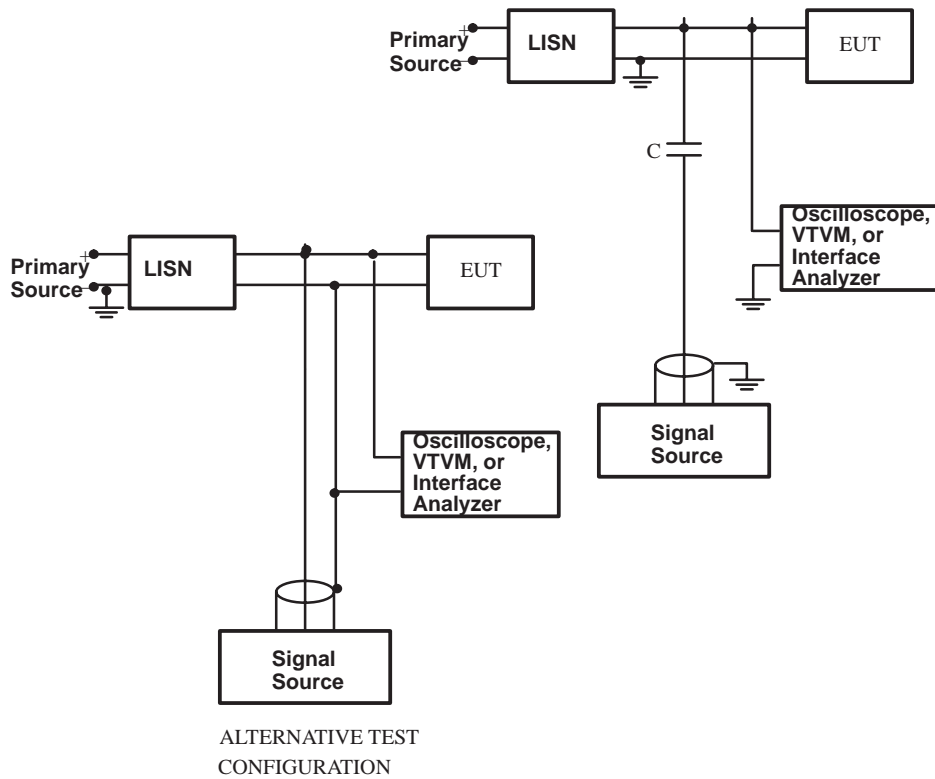 Primary
Source
+
−
LISN
EUT
C
Oscilloscope,
VTVM, or
Interface
Analyzer
Signal
Source
Primary
Source
+
−
LISN
EUT
Oscilloscope,
VTVM, or
Interface
Analyzer
Signal
Source
ALTERNATIVE TEST
CONFIGURATION